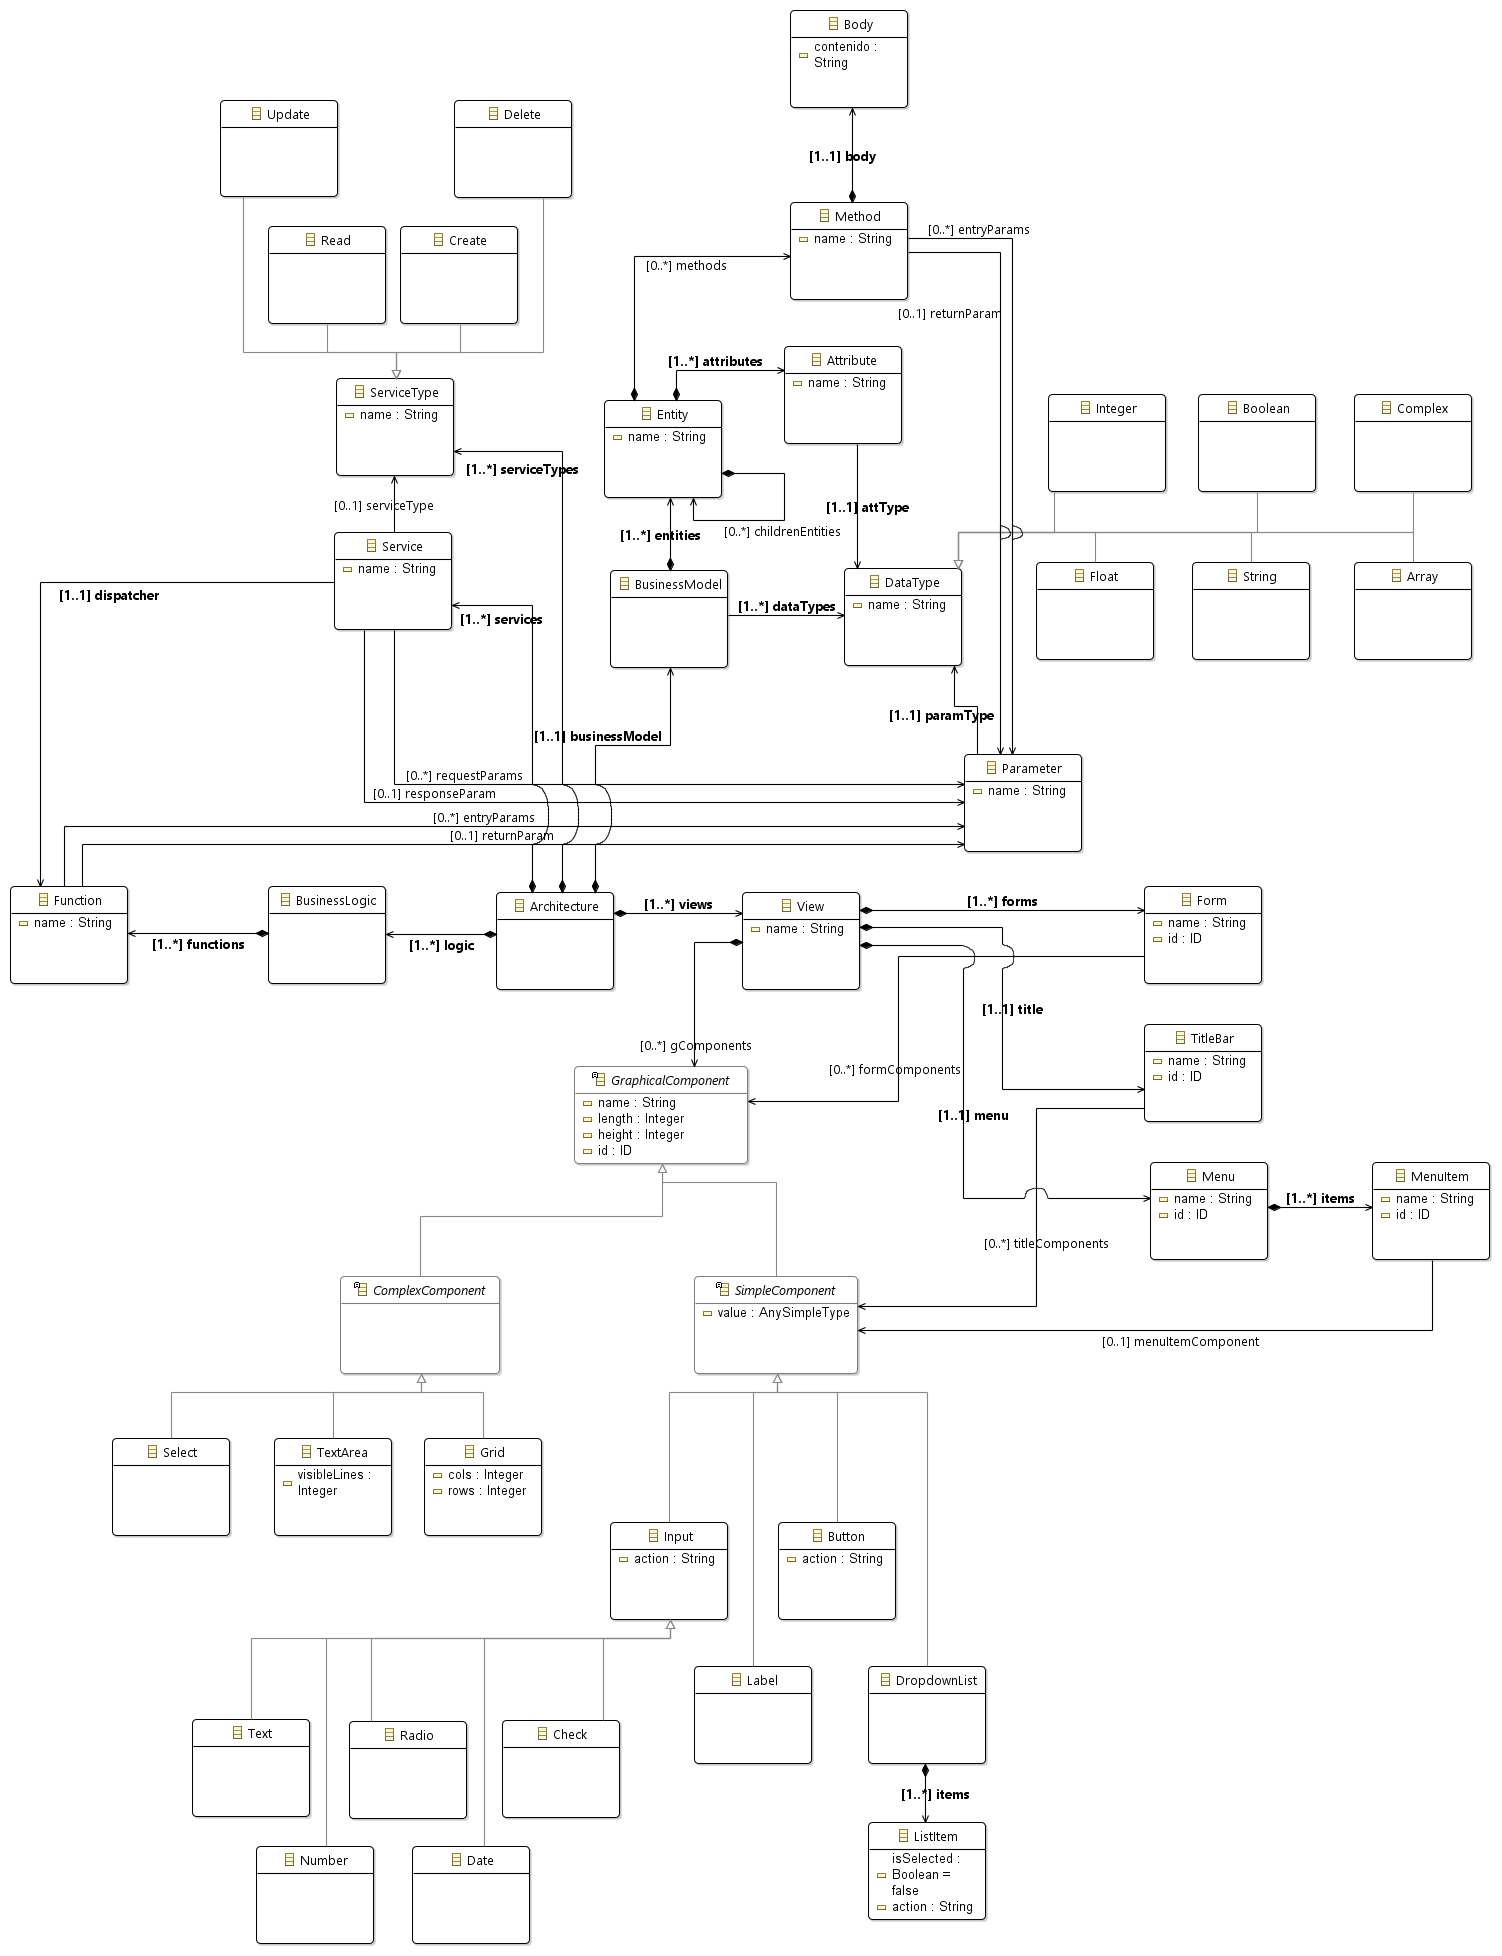 Body
contenido :
String
Update
Delete
[1..1] body
Method
name : String
[0..*] entryParams
Read
Create
[0..*] methods
[0..1] returnParam
[1..*] attributes
Attribute
name : String
ServiceType
name : String
Entity
name : String
Integer
Boolean
Complex
[1..*] serviceTypes
[0..1] serviceType
[1..1] attType
[1..*] entities
[0..*] childrenEntities
Service
name : String
BusinessModel
DataType
name : String
Float
String
Array
[1..1] dispatcher
[1..*] services
[1..*] dataTypes
[1..1] paramType
[1..1] businessModel
Parameter
name : String
[0..*] requestParams
[0..1] responseParam
[0..*] entryParams
[0..1] returnParam
Function
name : String
BusinessLogic
Architecture
[1..*] views
View
name : String
[1..*] forms
Form
name : String
id : ID
[1..*] functions
[1..*] logic
[1..1] title
TitleBar
name : String
id : ID
[0..*] gComponents
[0..*] formComponents
GraphicalComponent
name : String
length : Integer
height : Integer
id : ID
[1..1] menu
Menu
name : String
id : ID
[1..*] items
MenuItem
name : String
id : ID
[0..*] titleComponents
ComplexComponent
SimpleComponent
value : AnySimpleType
[0..1] menuItemComponent
Select
TextArea
visibleLines :
Integer
Grid
cols : Integer
rows : Integer
Input
action : String
Button
action : String
Label
DropdownList
Text
Radio
Check
[1..*] items
Number
Date
ListItem
isSelected :
Boolean =
false
action : String